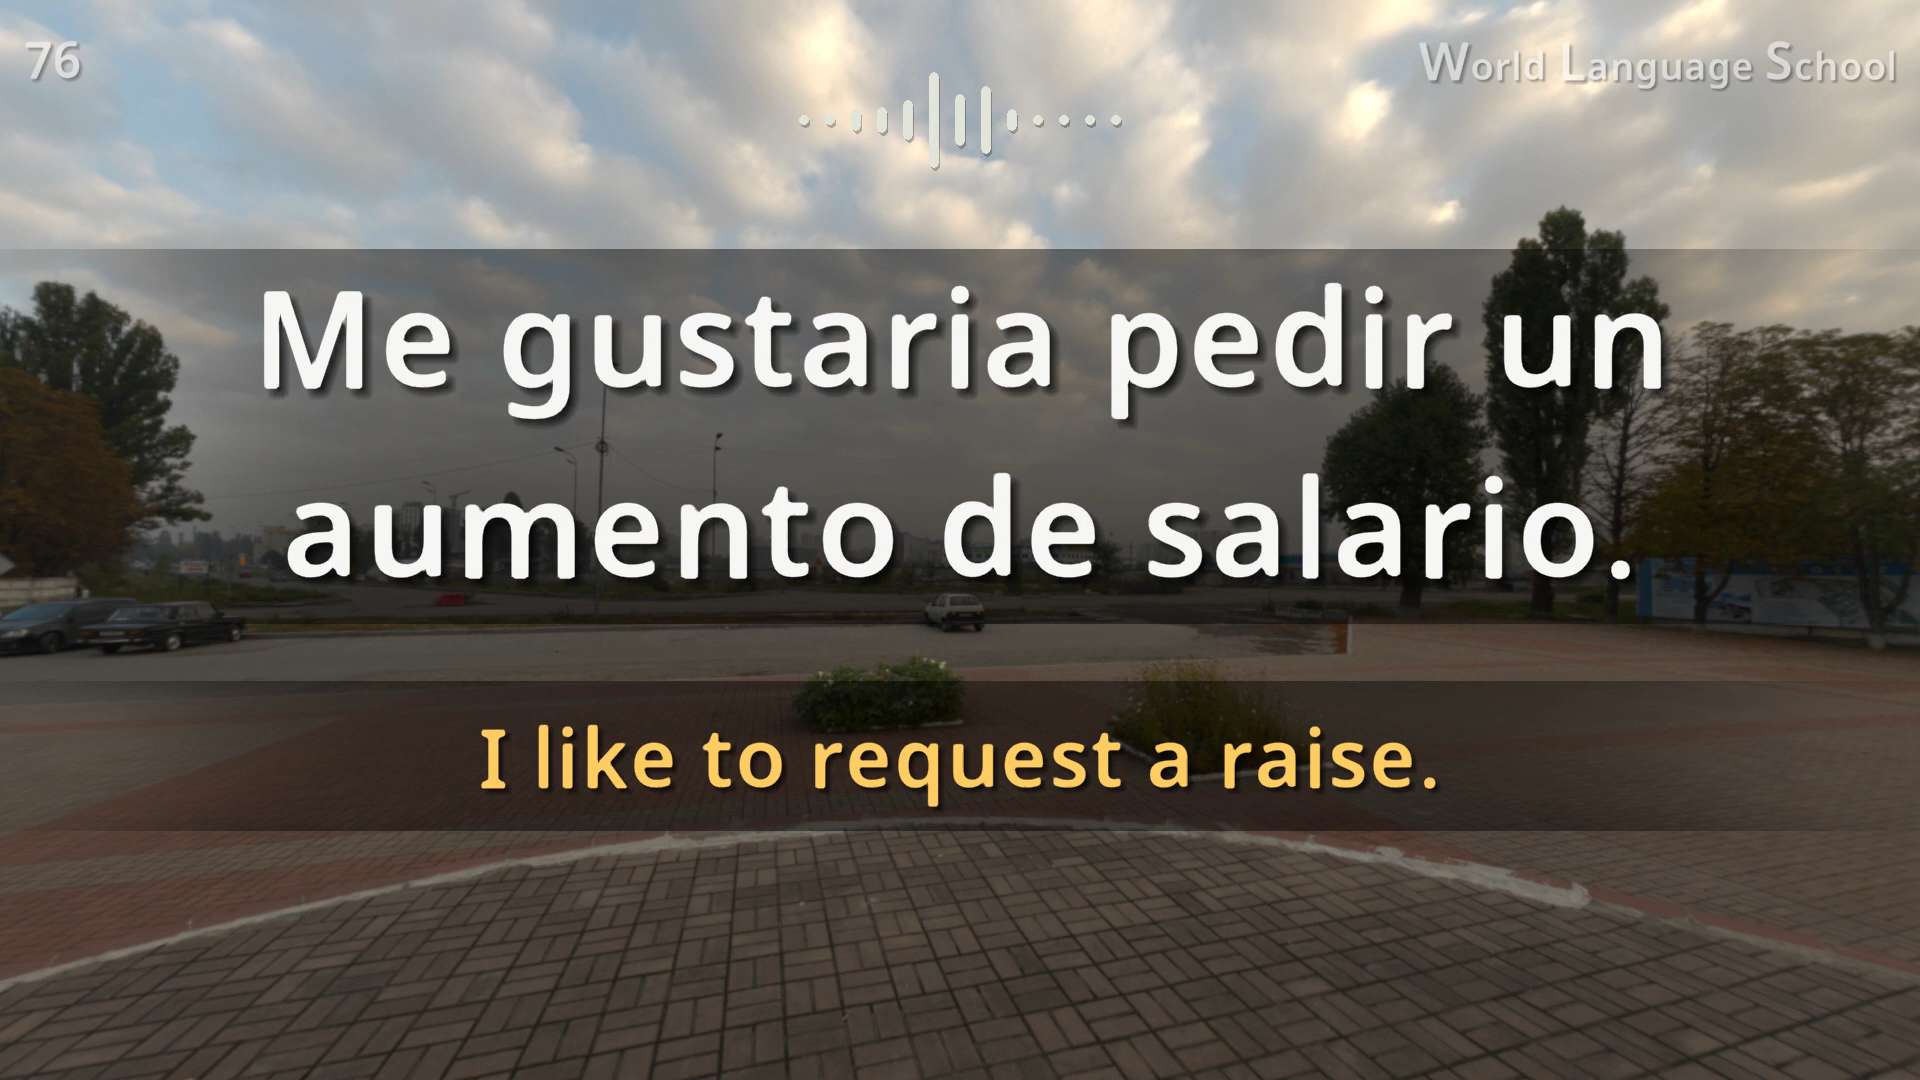 76
World Language School
Me gustaria pedir un
aumento de salario.
I like to request a raise.